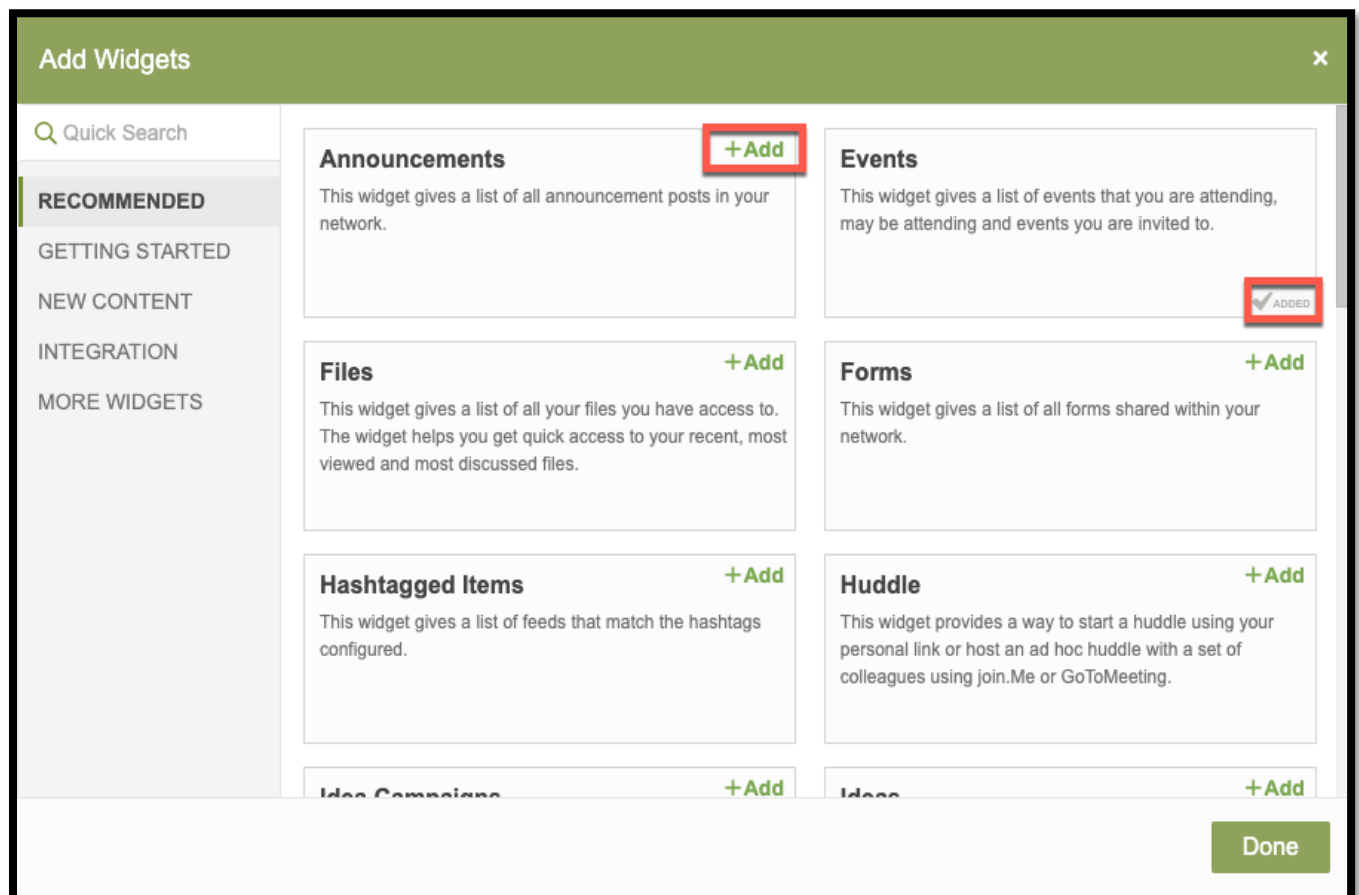 Add Widgets
×
Quick Search
RECOMMENDED
GETTING STARTED
NEW CONTENT
INTEGRATION
MORE WIDGETS
Announcements
+Add
This widget gives a list of all announcement posts in your
network.
Events
This widget gives a list of events that you are attending,
may be attending and events you are invited to.
ADDED
Files
+Add
This widget gives a list of all your files you have access to.
The widget helps you get quick access to your recent, most
viewed and most discussed files.
Forms
+Add
This widget gives a list of all forms shared within your
network.
Hashtagged Items
+Add
This widget gives a list of feeds that match the hashtags
configured.
Huddle
+Add
This widget provides a way to start a huddle using your
personal link or host an ad hoc huddle with a set of
colleagues using join.Me or GoToMeeting.
Idea Campaigns
+Add
Ideas
+Add
Done